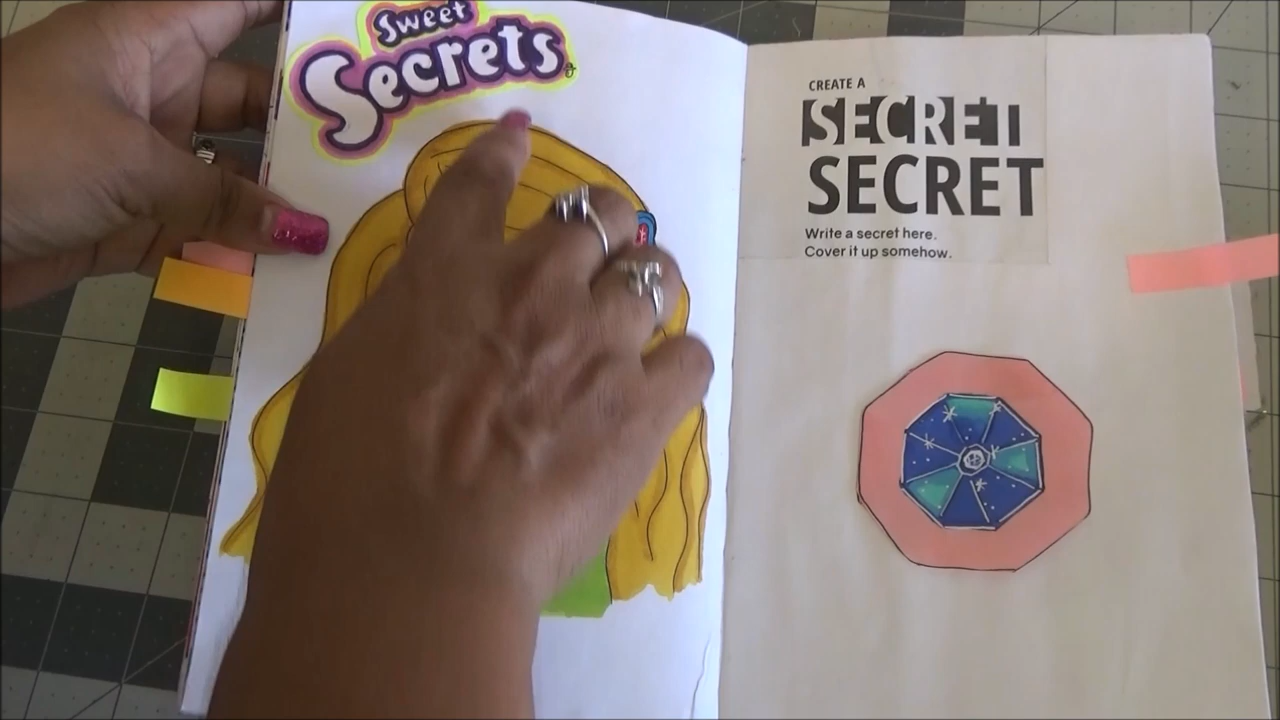 Sweet
Secrets
CREATE A
SECRET
SECRET
Write a secret here.
Cover it up somehow.